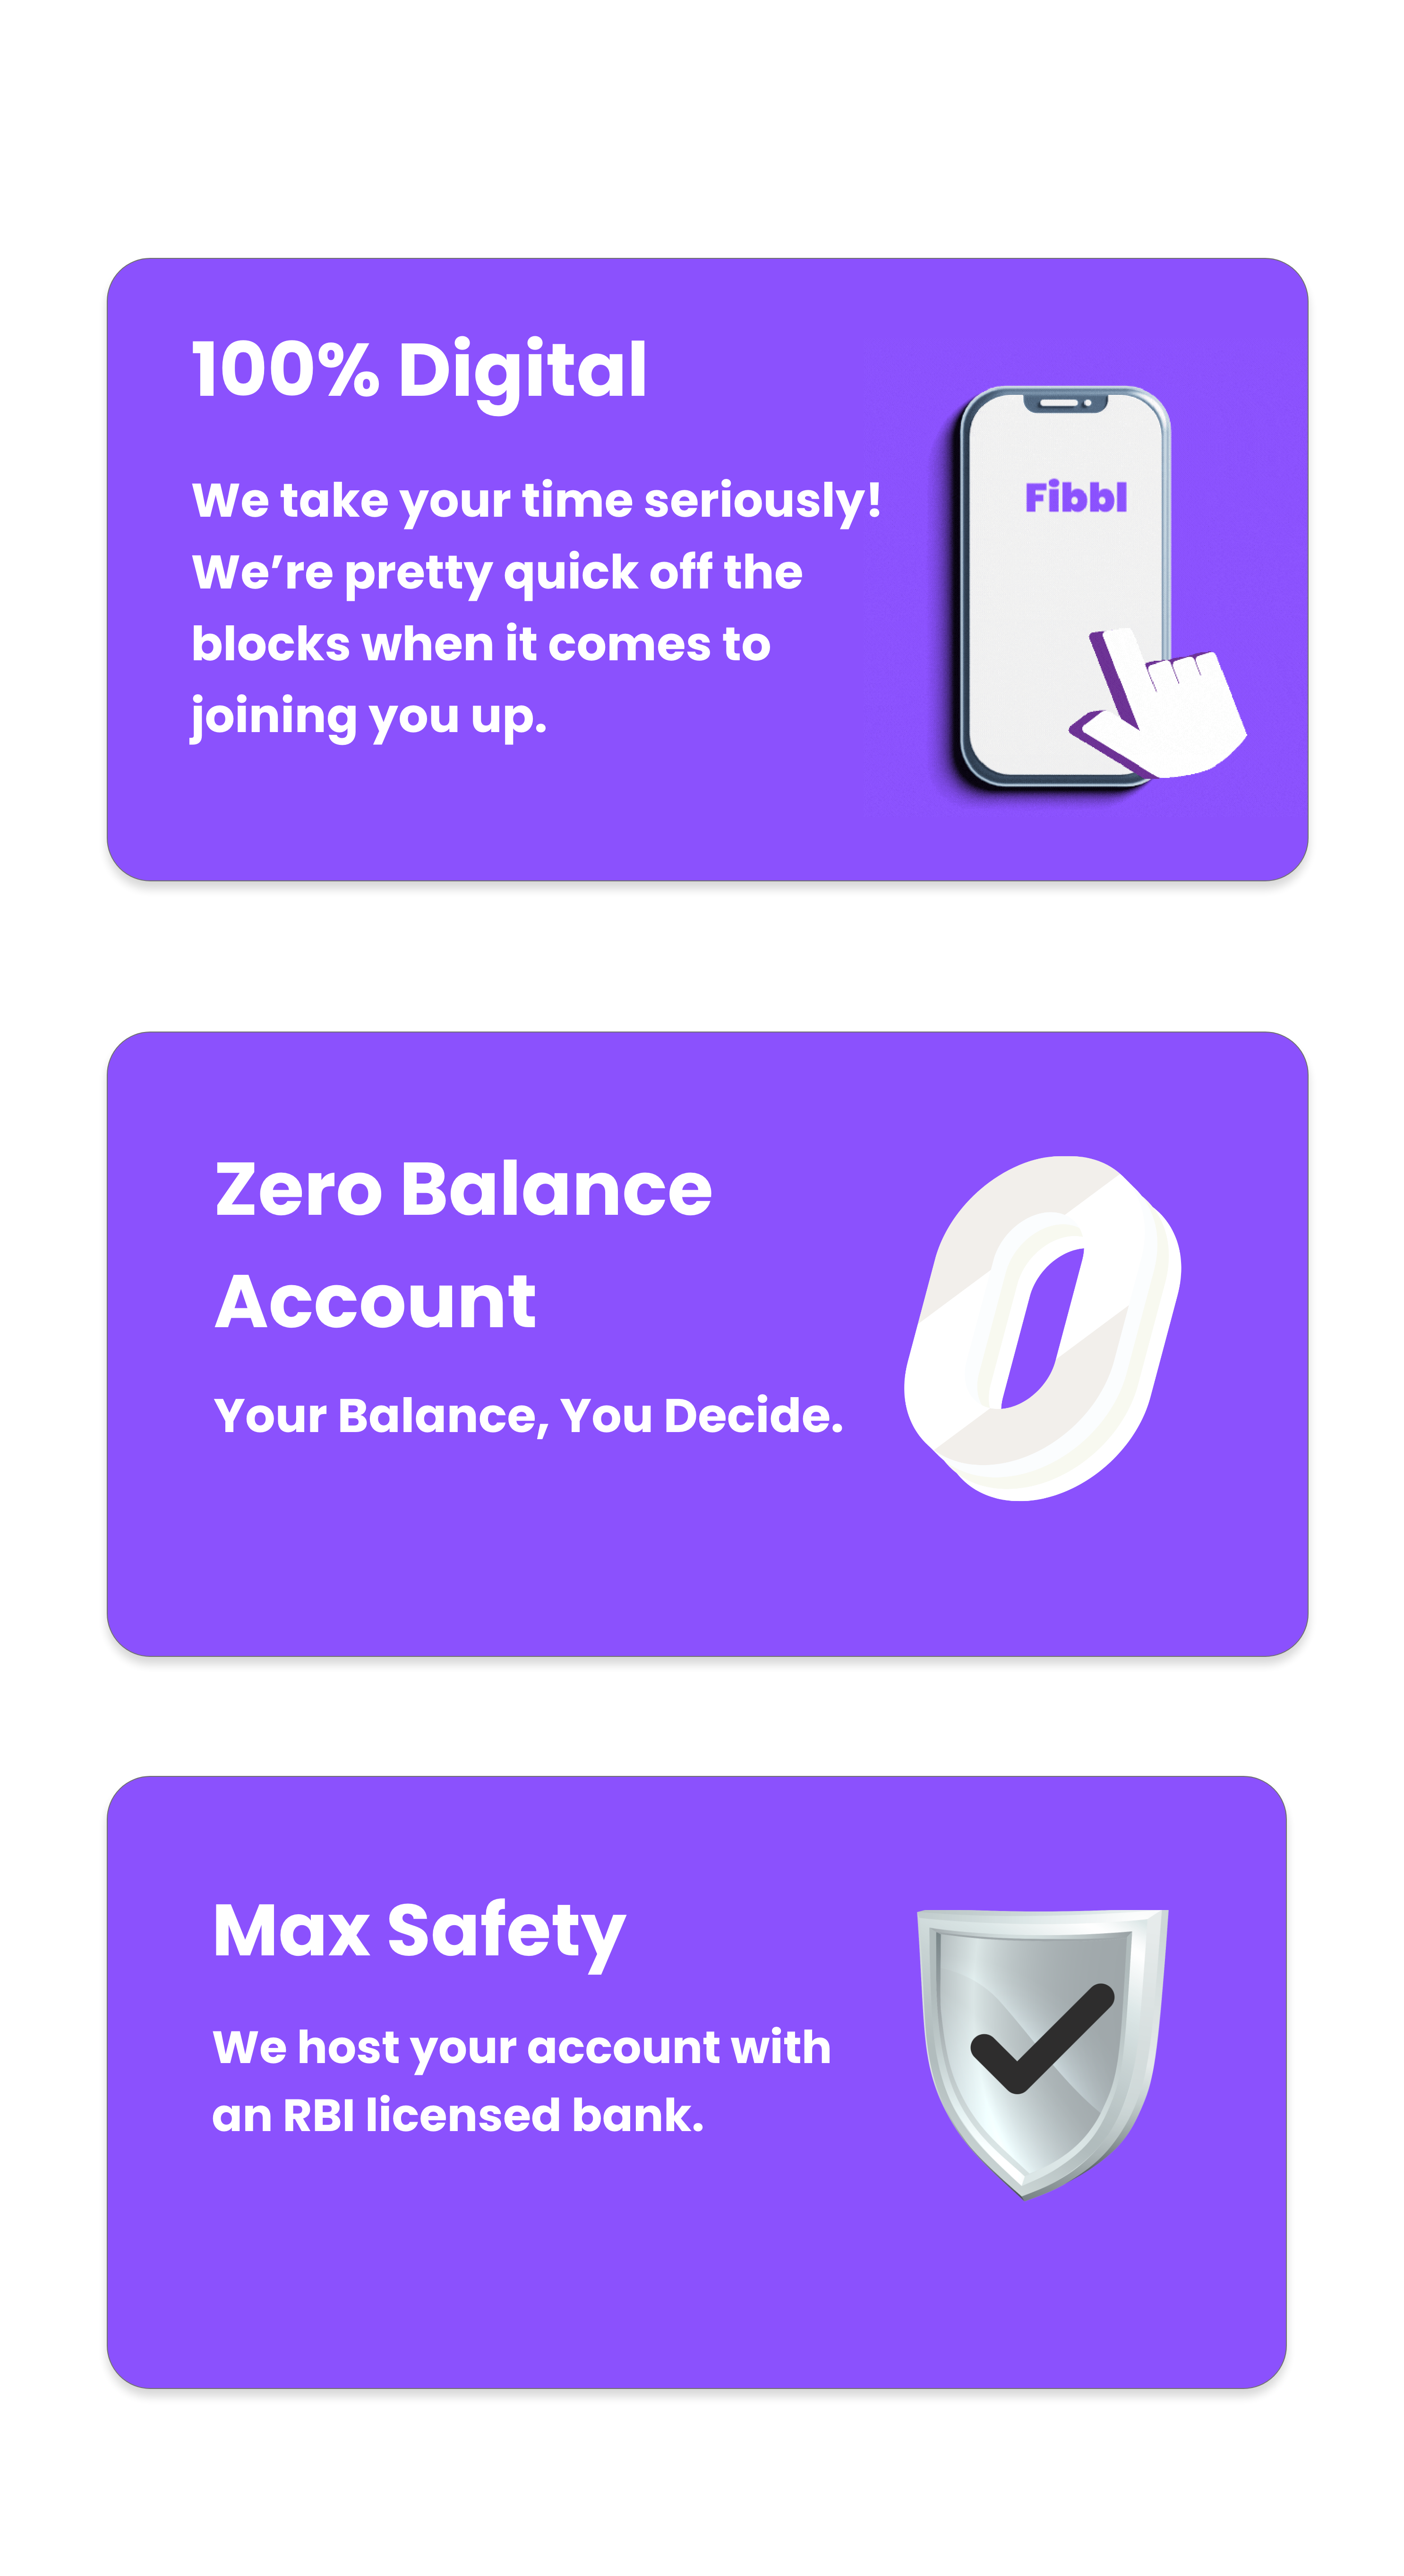 100% Digital
We take your time seriously!
We’re pretty quick off the
blocks when it comes to
joining you up.
Fibbl
Zero Balance
Account
Your Balance, You Decide.
0
Max Safety
We host your account with
an RBI licensed bank.